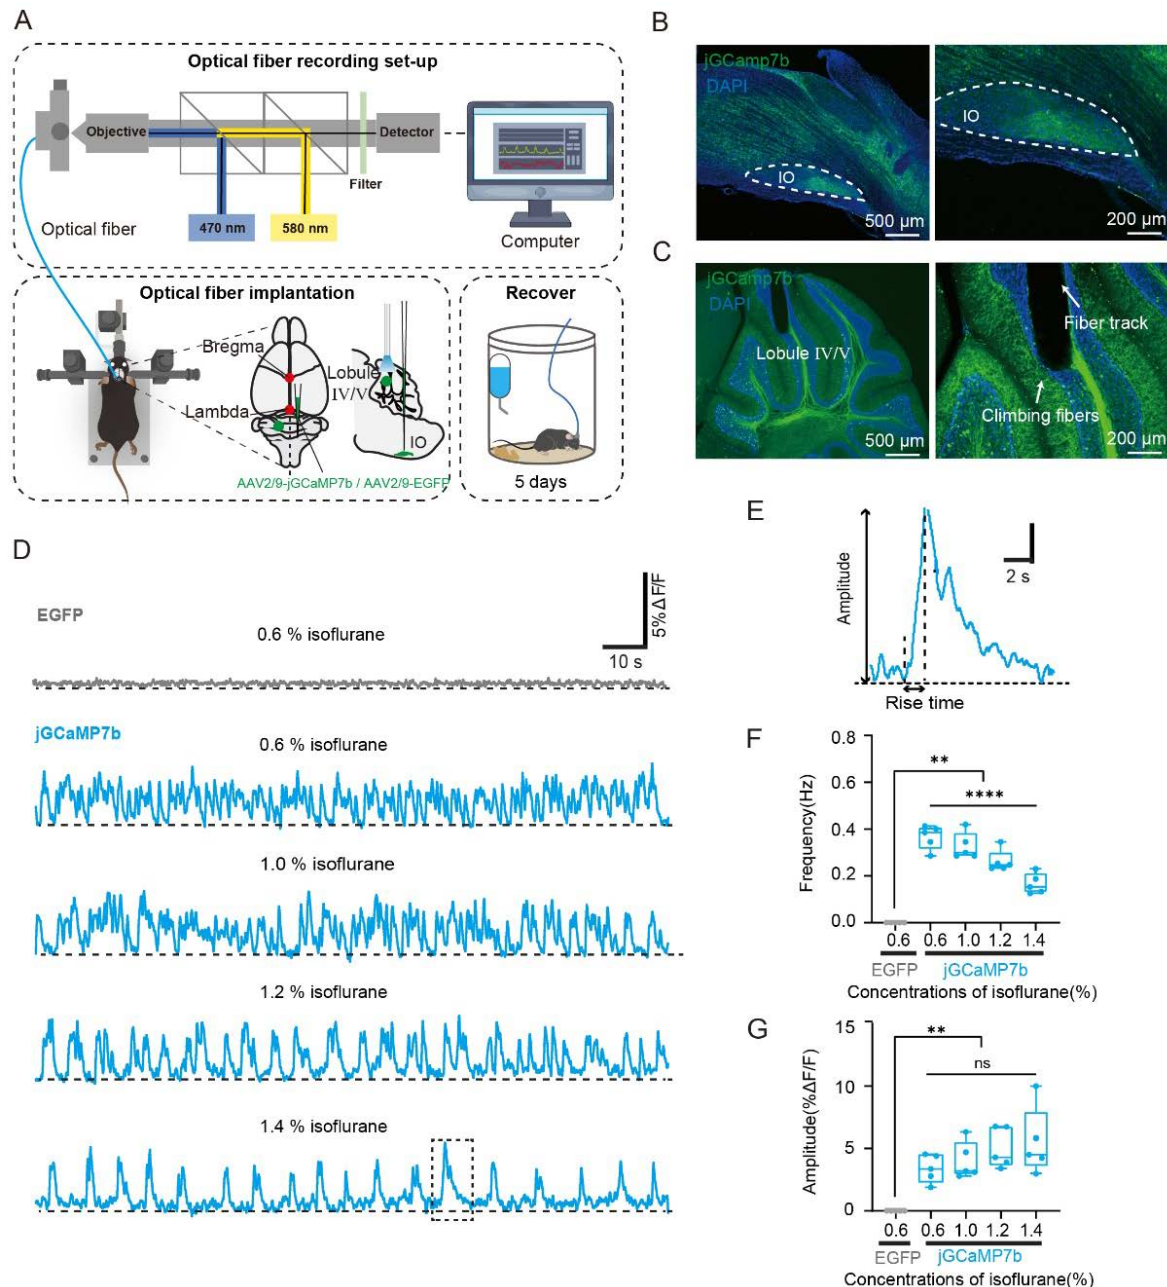 A
Optical fiber recording set-up
Objective
Detector
Filter
470 nm
580 nm
Optical fiber
Computer
Optical fiber implantation
Bregma
Lambda
Lobule
IV/V
IO
AAV2/9-jGCaMP7b / AAV2/9-EGFP
Recover
5 days
B
jGCamp7b
DAPI
IO
500 µm
IO
200 µm
C
jGCamp7b
DAPI
Lobule IV/V
500 µm
Fiber track
Climbing fibers
200 µm
D
EGFP
0.6 % isoflurane
5%ΔF/F
10 s
jGCaMP7b
0.6 % isoflurane
1.0 % isoflurane
1.2 % isoflurane
1.4 % isoflurane
E
Amplitude
2 s
Rise time
F
Frequency(Hz)
0.8
0.6
0.4
0.2
0.0
**
****
0.6 0.6 1.0 1.2 1.4
EGFP jGCaMP7b
Concentrations of isoflurane(%)
G
Amplitude(%ΔF/F)
15
10
5
0
**
ns
0.6 0.6 1.0 1.2 1.4
EGFP jGCaMP7b
Concentrations of isoflurane(%)